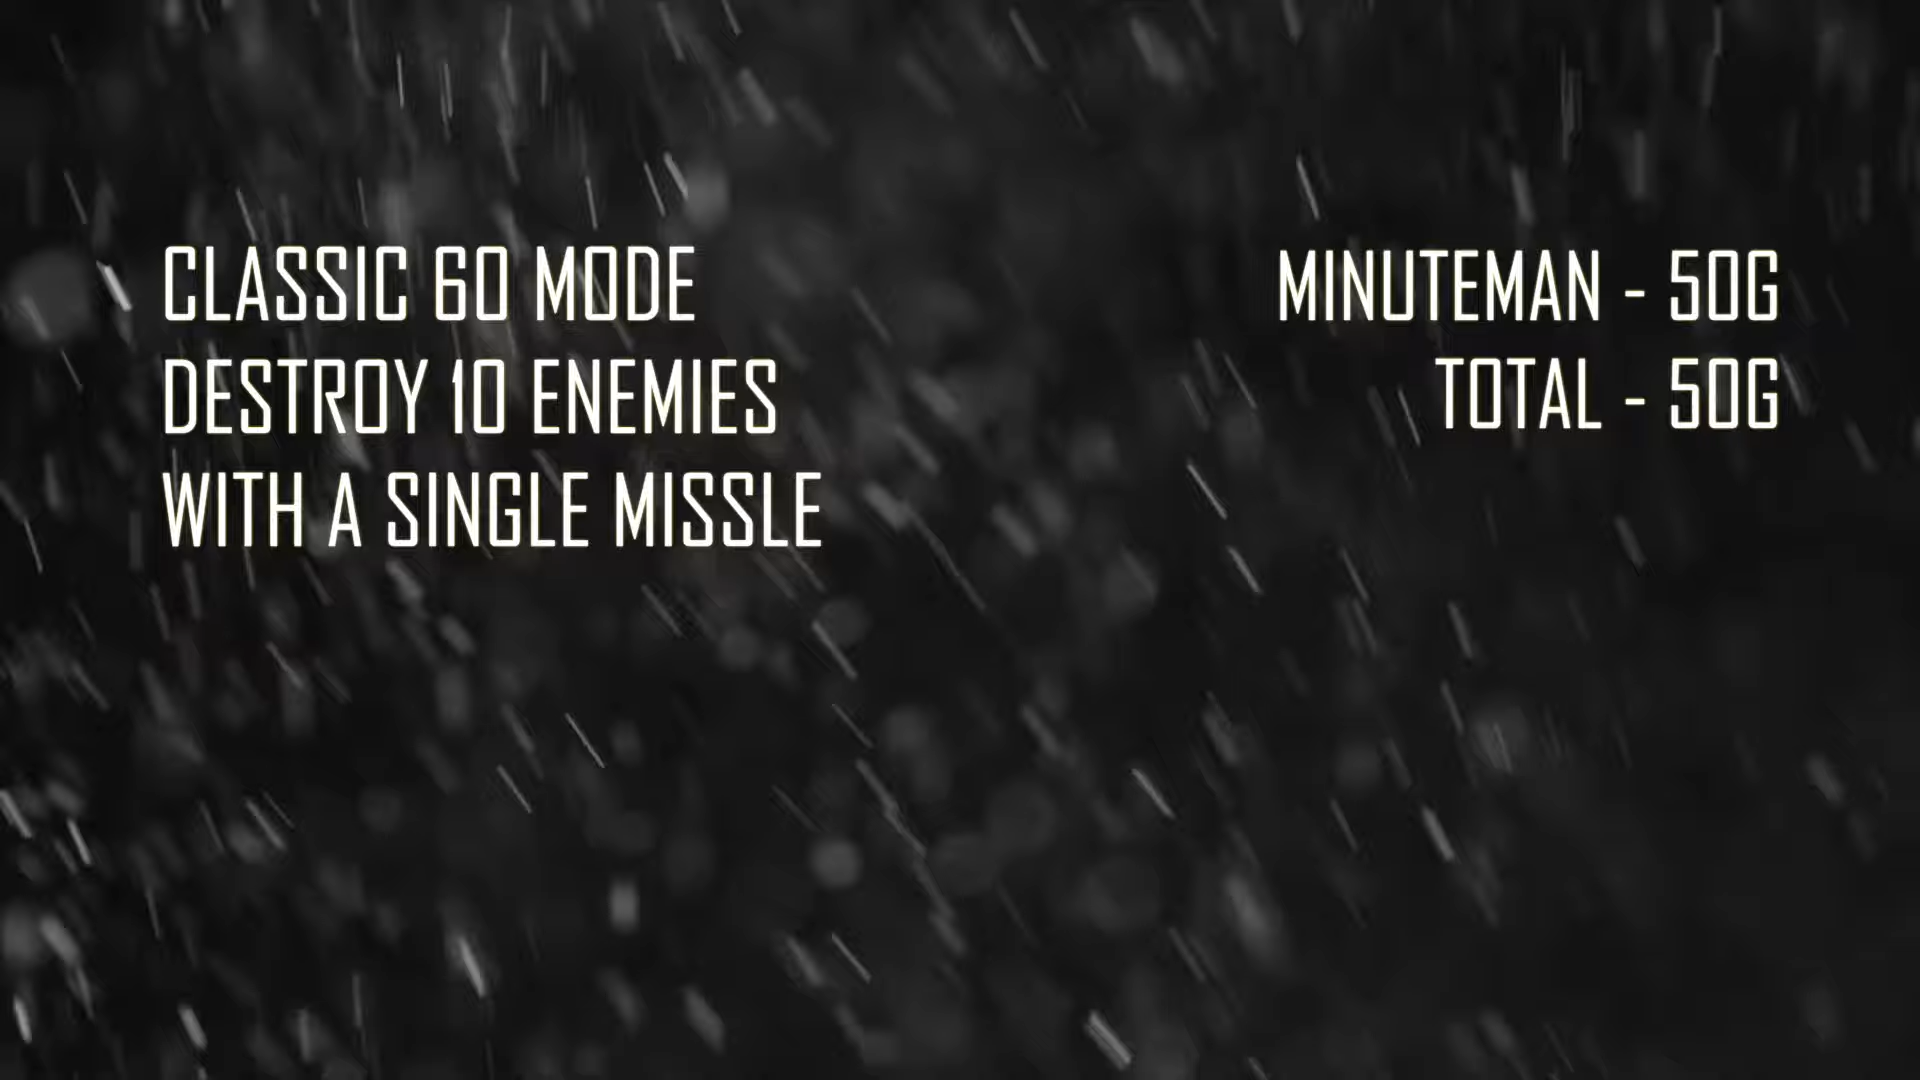 CLASSIC 60 MODE
DESTROY 10 ENEMIES
WITH A SINGLE MISSLE
MINUTEMAN - 50G
TOTAL - 50G